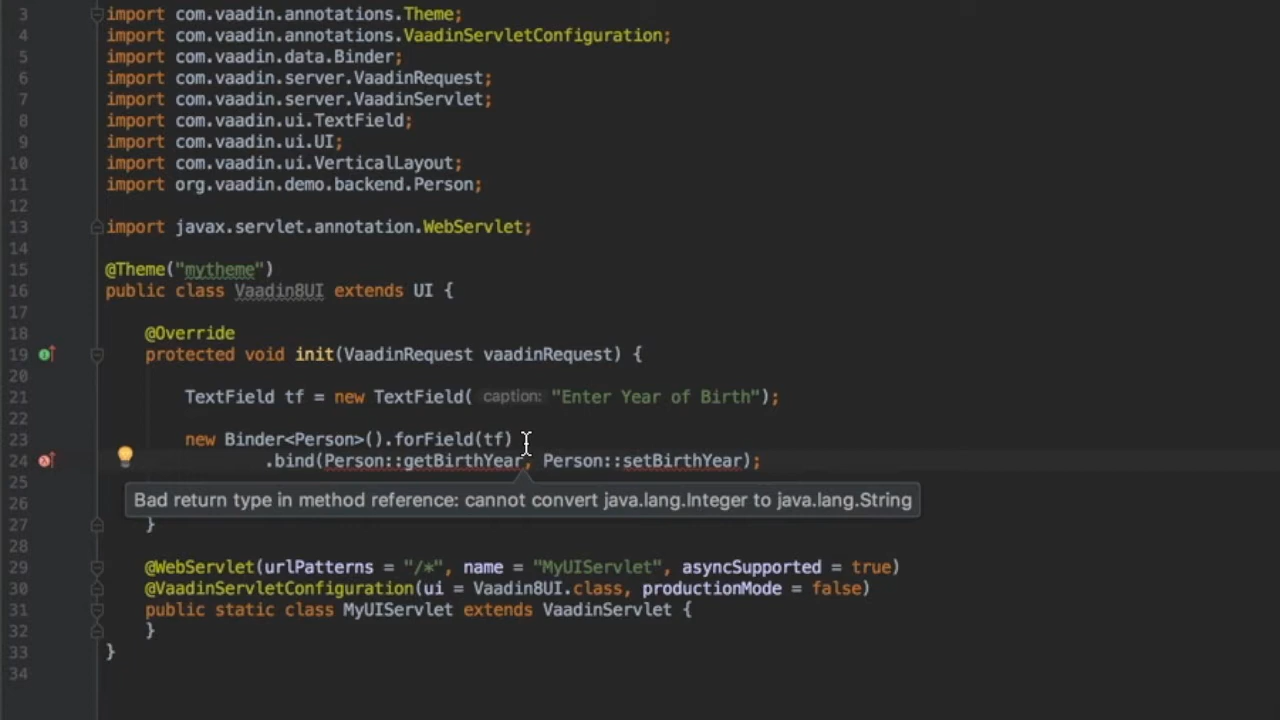 3 import com.vaadin.annotations.Theme;
4 import com.vaadin.annotations.VaadinServletConfiguration;
5 import com.vaadin.data.Binder;
6 import com.vaadin.server.VaadinRequest;
7 import com.vaadin.server.VaadinServlet;
8 import com.vaadin.ui.TextField;
9 import com.vaadin.ui.UI;
10 import com.vaadin.ui.VerticalLayout;
11 import org.vaadin.demo.backend.Person;
12
13 import javax.servlet.annotation.WebServlet;
14
15 @Theme("mytheme")
16 public class Vaadin8UI extends UI {
17
18 @Override
19 protected void init(VaadinRequest vaadinRequest) {
20
21 TextField tf = new TextField( caption: "Enter Year of Birth");
22
23 new Binder<Person>().forField(tf)
24 .bind(Person::getBirthYear, Person::setBirthYear);
25
26 Bad return type in method reference: cannot convert java.lang.Integer to java.lang.String
27 }
28
29 @WebServlet(urlPatterns = "/*", name = "MyUIServlet", asyncSupported = true)
30 @VaadinServletConfiguration(ui = Vaadin8UI.class, productionMode = false)
31 public static class MyUIServlet extends VaadinServlet {
32 }
33 }
34